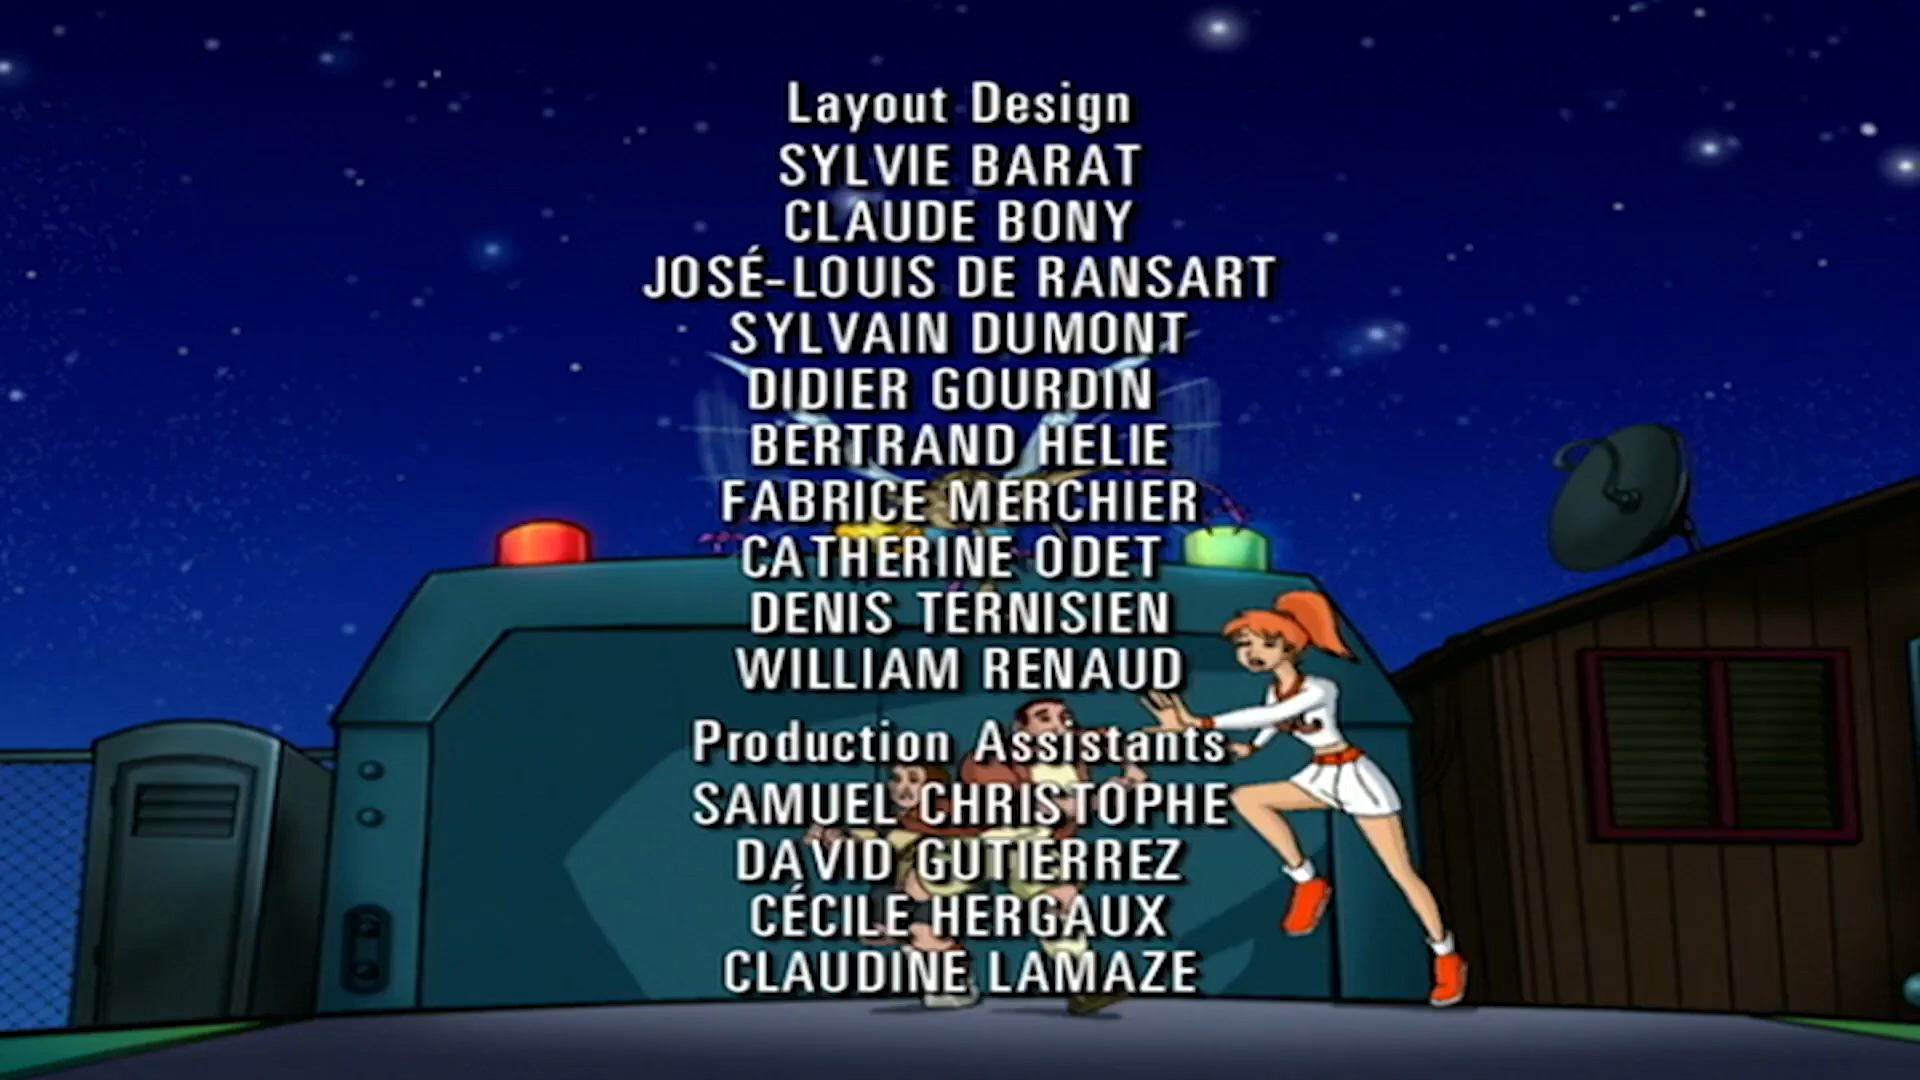 Layout Design
SYLVIE BARAT
CLAUDE BONY
JOSÉ-LOUIS DE RANSART
SYLVAIN DUMONT
DIDIER GOURDIN
BERTRAND HELIE
FABRICE MERCHIER
CATHERINE ODET
DENIS TERNISIEN
WILLIAM RENAUD
Production Assistants
SAMUEL CHRISTOPHE
DAVID GUTIERREZ
CÉCILE HERGAUX
CLAUDINE LAMAZE